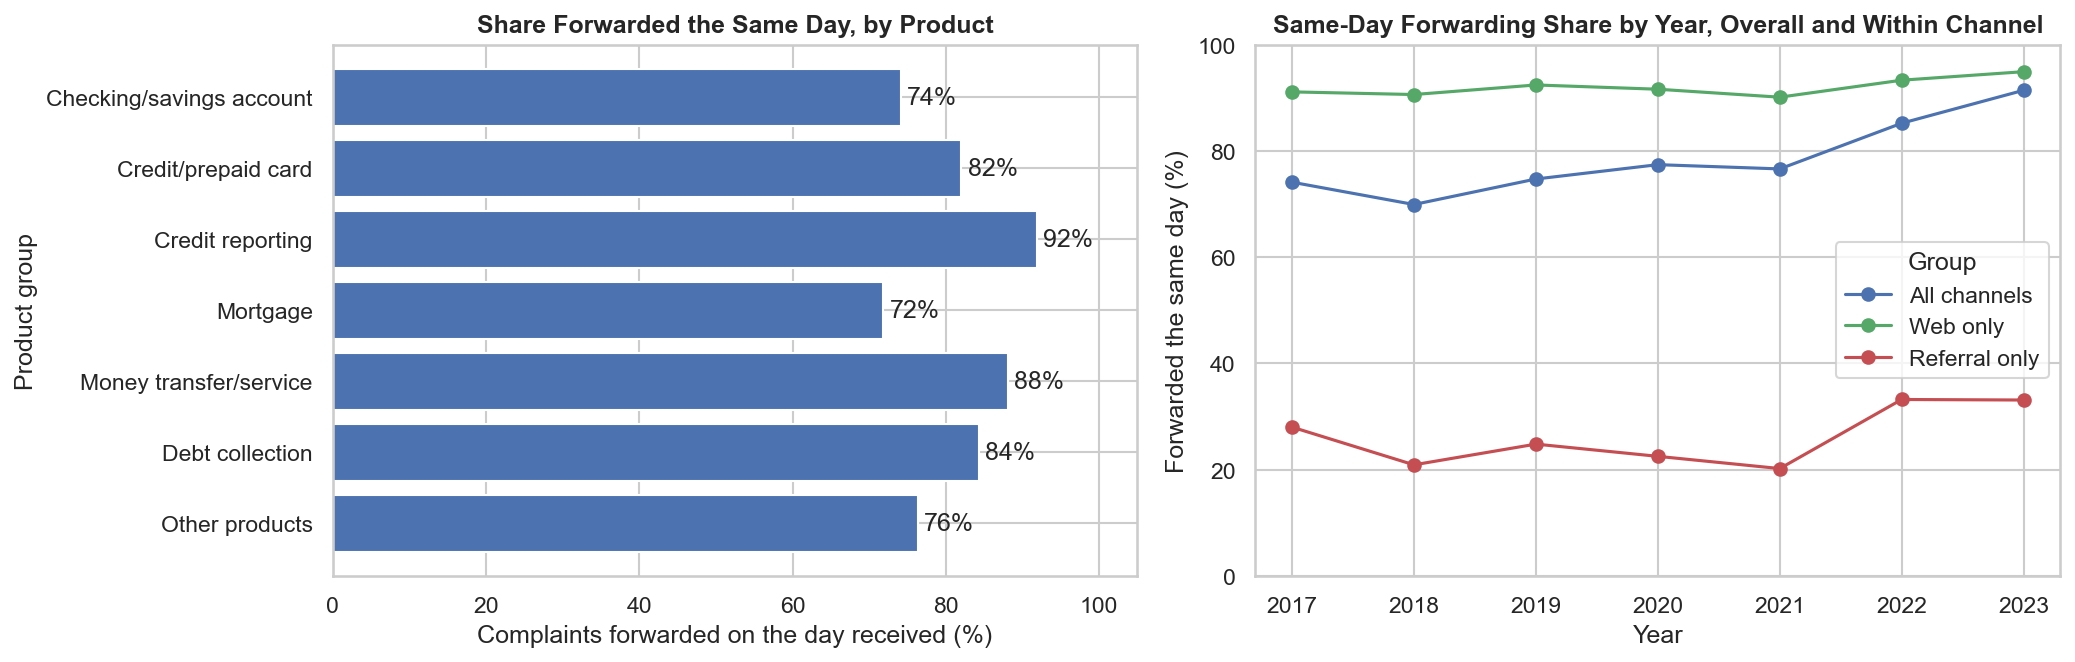 Share Forwarded the Same Day, by Product
Product group
Checking/savings account
74%
Credit/prepaid card
82%
Credit reporting
92%
Mortgage
72%
Money transfer/service
88%
Debt collection
84%
Other products
76%
0 20 40 60 80 100
Complaints forwarded on the day received (%)
Same-Day Forwarding Share by Year, Overall and Within Channel
Forwarded the same day (%)
100
80
60
40
20
0
Group
All channels
Web only
Referral only
2017 2018 2019 2020 2021 2022 2023
Year